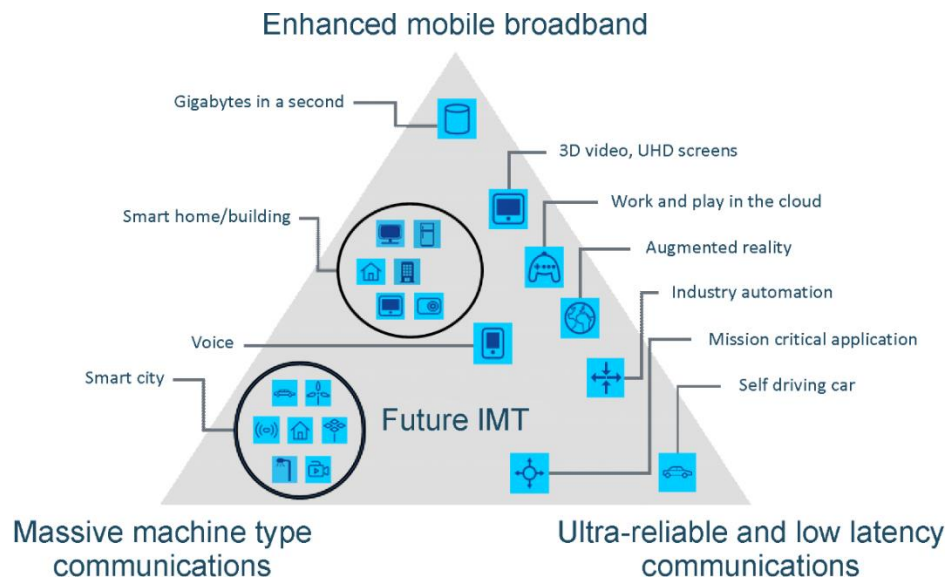 Enhanced mobile broadband
Gigabytes in a second
3D video, UHD screens
Smart home/building
Work and play in the cloud
Augmented reality
Industry automation
Voice
Mission critical application
Smart city
Self driving car
Future IMT
Massive machine type
communications
Ultra-reliable and low latency
communications